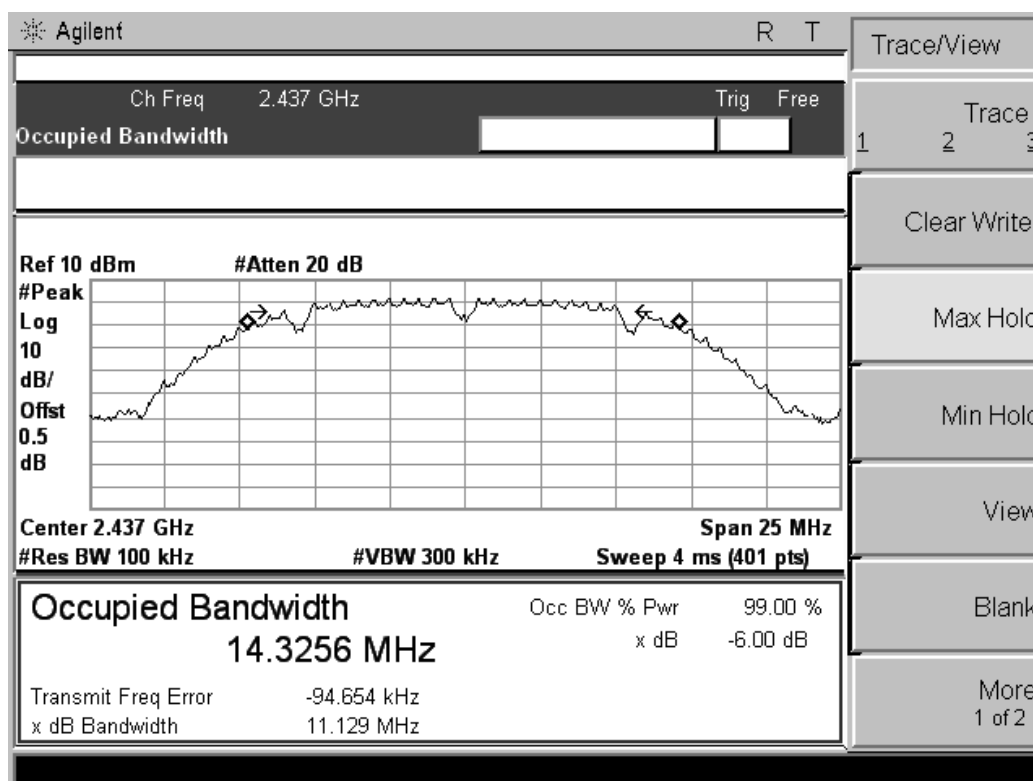 Agilent R T
Ch Freq 2.437 GHz Trig Free
Occupied Bandwidth
Ref 10 dBm #Atten 20 dB
#Peak
Log
10
dB/
Offst
0.5
dB
Center 2.437 GHz Span 25 MHz
#Res BW 100 kHz #VBW 300 kHz Sweep 4 ms (401 pts)
Occupied Bandwidth
14.3256 MHz
Occ BW % Pwr 99.00 %
x dB -6.00 dB
Transmit Freq Error -94.654 kHz
x dB Bandwidth 11.129 MHz
Trace/View
Trace
1 2 3
Clear Write
Max Hold
Min Hold
View
Blank
More
1 of 2